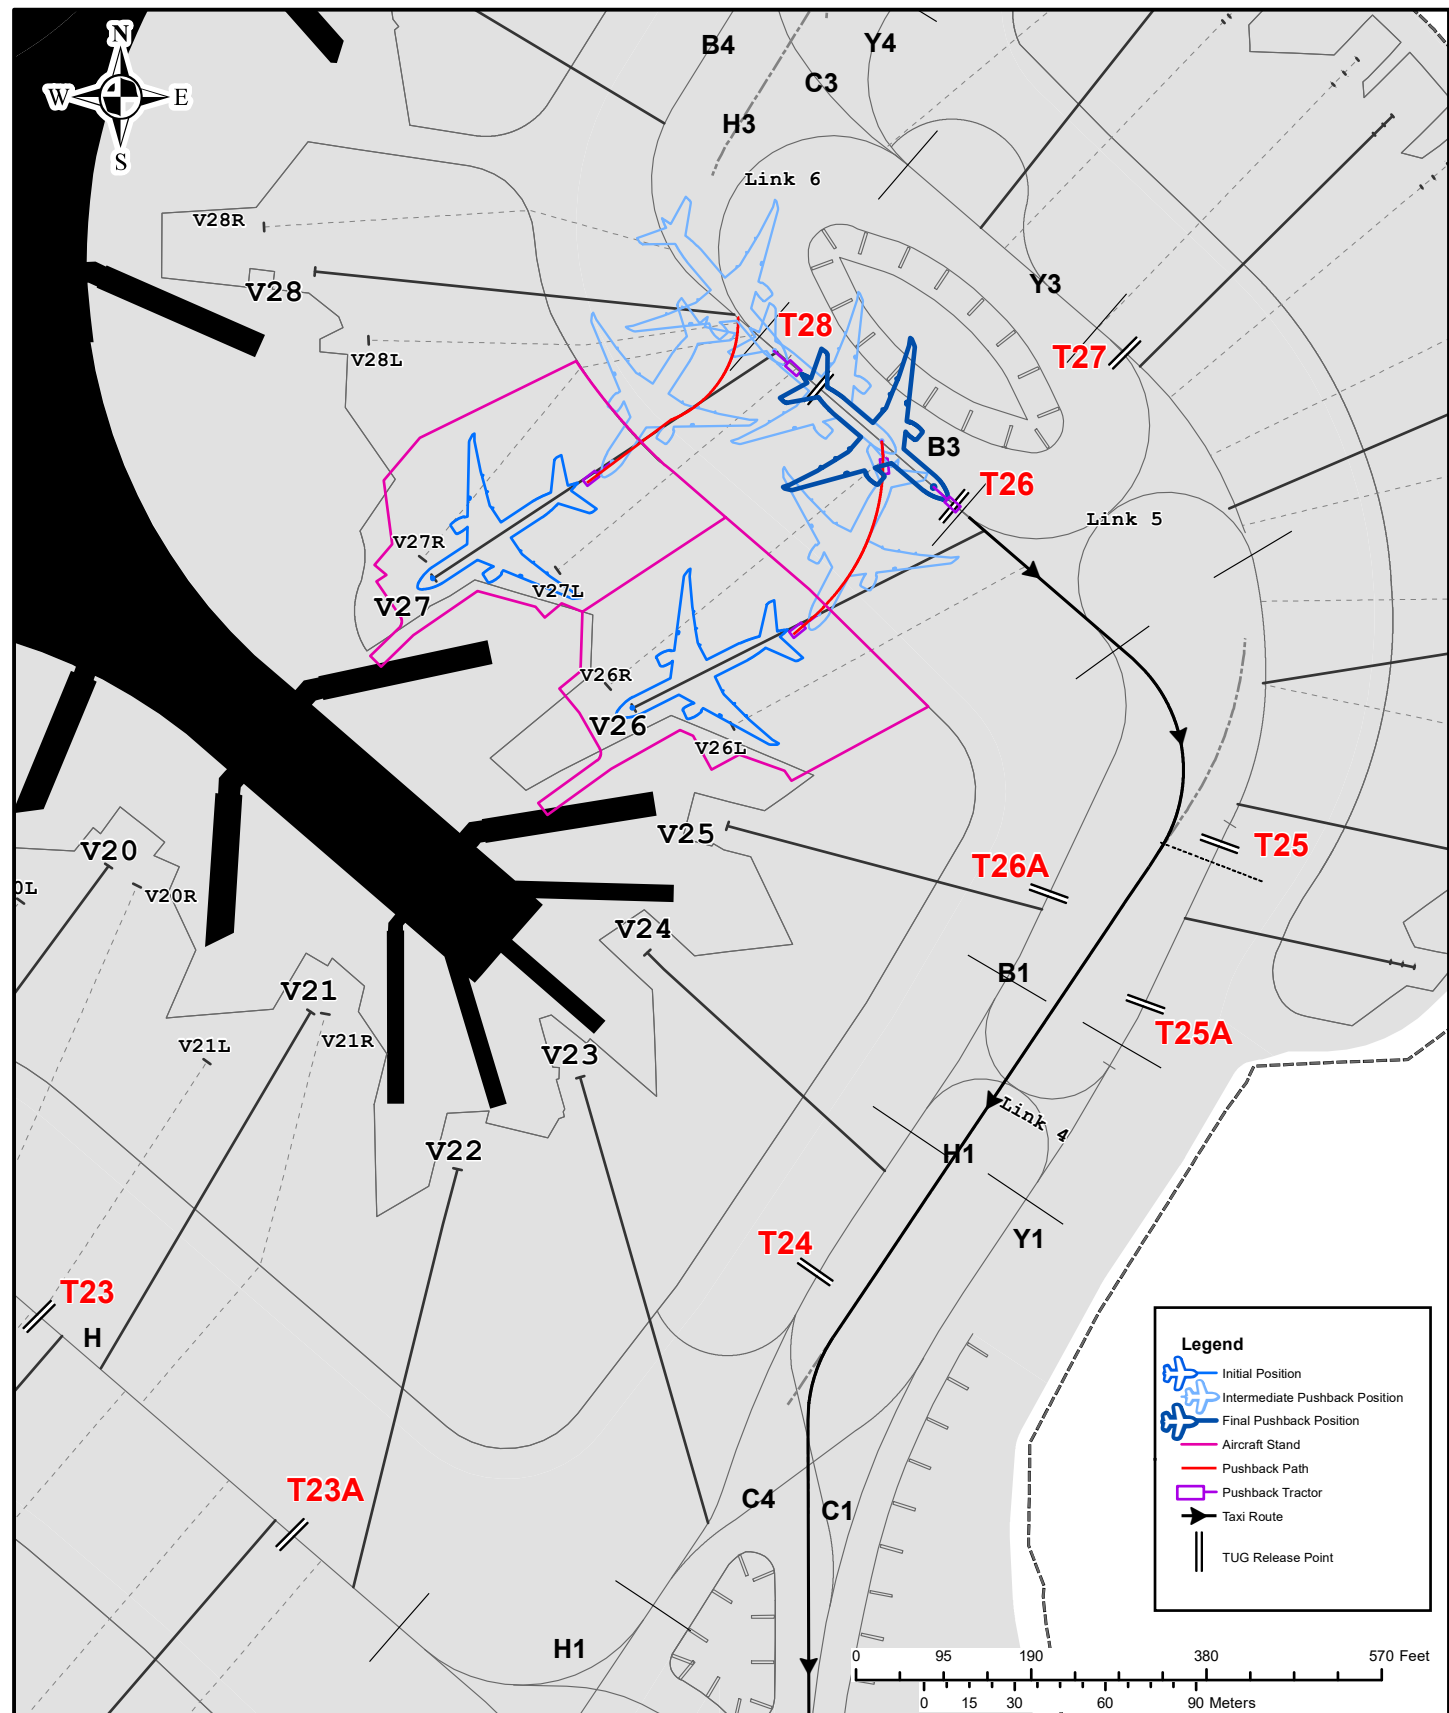 N
W
E
S
B4
Y4
C3
H3
Link 6
V28R
V28
V28L
T28
Y3
T27
B3
T26
Link 5
V27R
V27L
V27
V26R
V26
V26L
V25
T25
T26A
V20
0L
V20R
V24
B1
V21
V21L
V21R
V23
T25A
Link 4
V22
H1
Y1
T24
T23
H
T23A
C4
C1
H1
Legend
Initial Position
Intermediate Pushback Position
Final Pushback Position
Aircraft Stand
Pushback Path
Pushback Tractor
Taxi Route
TUG Release Point
0 95 190 380 570 Feet
0 15 30 60 90 Meters